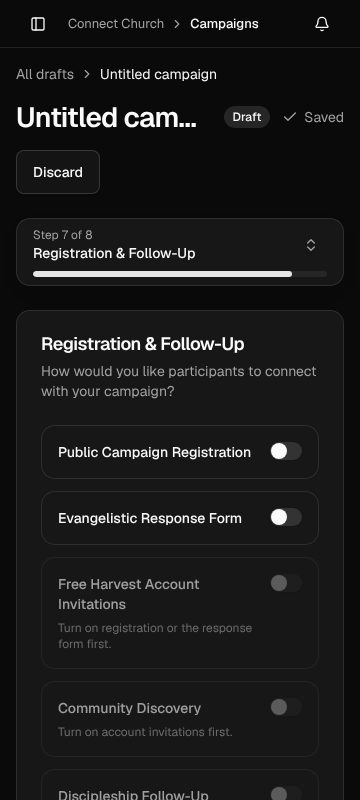 Connect Church > Campaigns
All drafts > Untitled campaign
Untitled cam... Draft Saved
Discard
Step 7 of 8
Registration & Follow-Up
Registration & Follow-Up
How would you like participants to connect
with your campaign?
Public Campaign Registration
Evangelistic Response Form
Free Harvest Account
Invitations
Turn on registration or the response
form first.
Community Discovery
Turn on account invitations first.
Discipleship Follow-Up